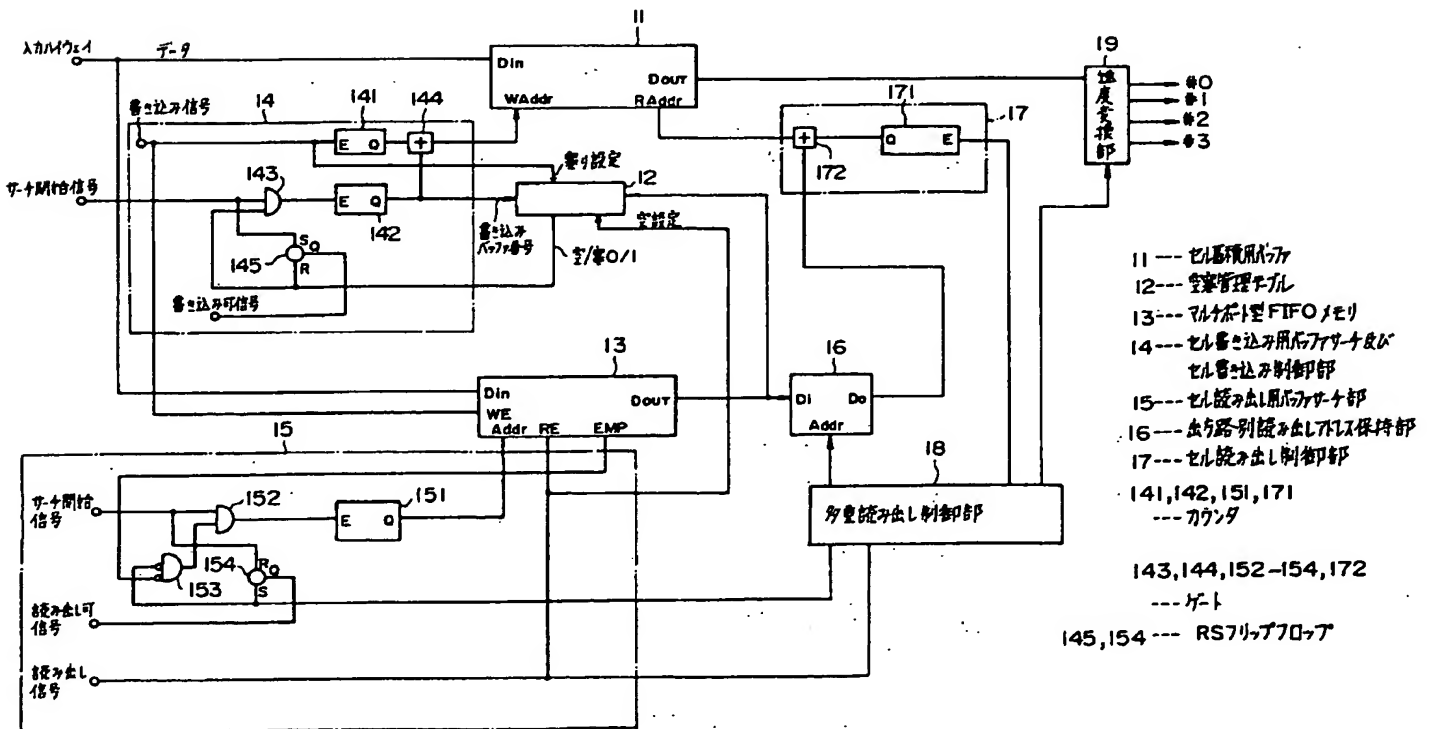 11
入力ハイウェイ
データ
Din
DOUT
WAddr
RAddr
19
速度変換部
#0
#1
#2
#3
書き込み信号
14
141
144
E Q
+
171
17
+
Q E
172
サーチ開始信号
143
E Q
142
塞り設定
12
書き込み
バッファ番号
空設定
空/塞0/1
145
S Q
R
書き込み可信号
13
Din
DOUT
WE
Addr RE EMP
16
Di Do
Addr
15
サーチ開始
信号
152
151
E Q
153
154
R Q
S
読み出し可
信号
読み出し
信号
18
多重読み出し制御部
11 --- セル蓄積用バッファ
12 --- 空塞管理テーブル
13 --- マルチポート型FIFOメモリ
14 --- セル書き込み用バッファサーチ及び
セル書き込み制御部
15 --- セル読み出し用バッファサーチ部
16 --- 出方路別読み出しアドレス保持部
17 --- セル読み出し制御部
141,142,151,171
--- カウンタ
143,144,152-154,172
--- ゲート
145,154 --- RSフリップフロップ